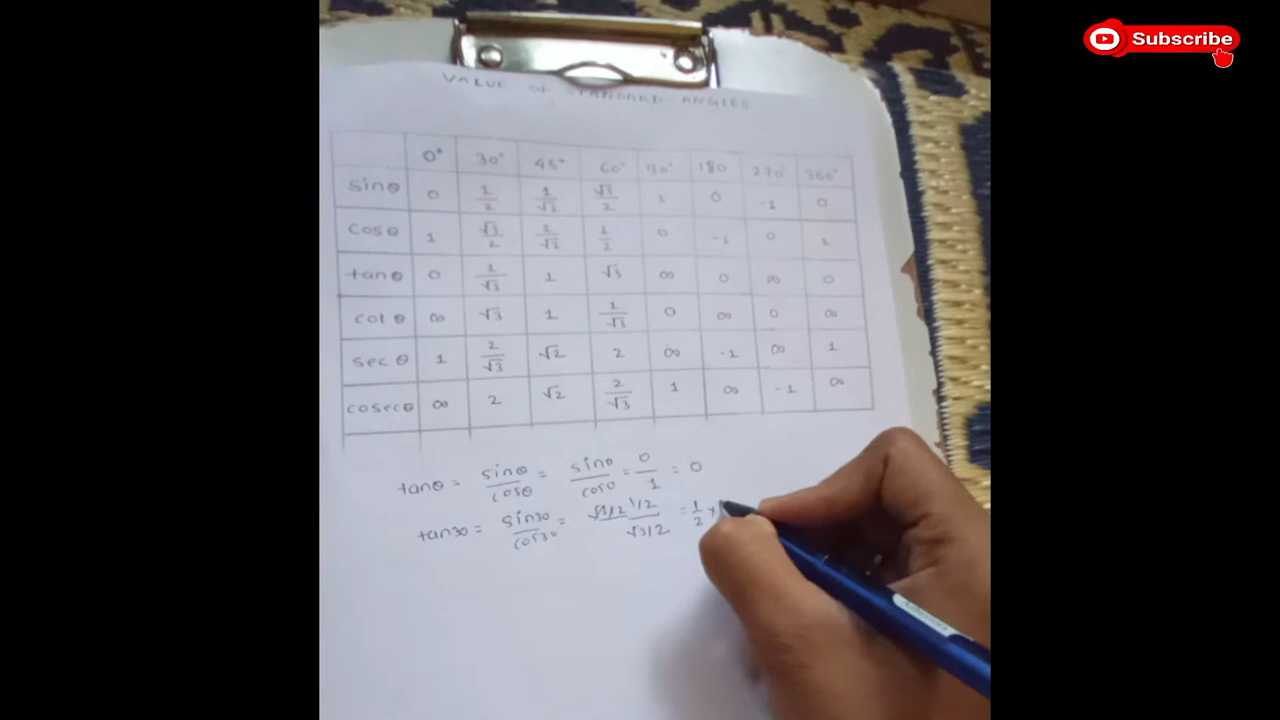 Subscribe
VALUE OF STANDARD ANGLES
0° 30° 45° 60° 90° 180 270° 360°
sinθ 0 1/2 1/√2 √3/2 1 0 -1 0
cosθ 1 √3/2 1/√2 1/2 0 -1 0 1
tanθ 0 1/√3 1 √3 ∞ 0 ∞ 0
cotθ ∞ √3 1 1/√3 0 ∞ 0 ∞
secθ 1 2/√3 √2 2 ∞ -1 ∞ 1
cosecθ ∞ 2 √2 2/√3 1 ∞ -1 ∞
tanθ = sinθ/cosθ = sin0/cos0 = 0/1 = 0
tan30 = sin30/cos30 = 1/2/√3/2 = 1/2 ×